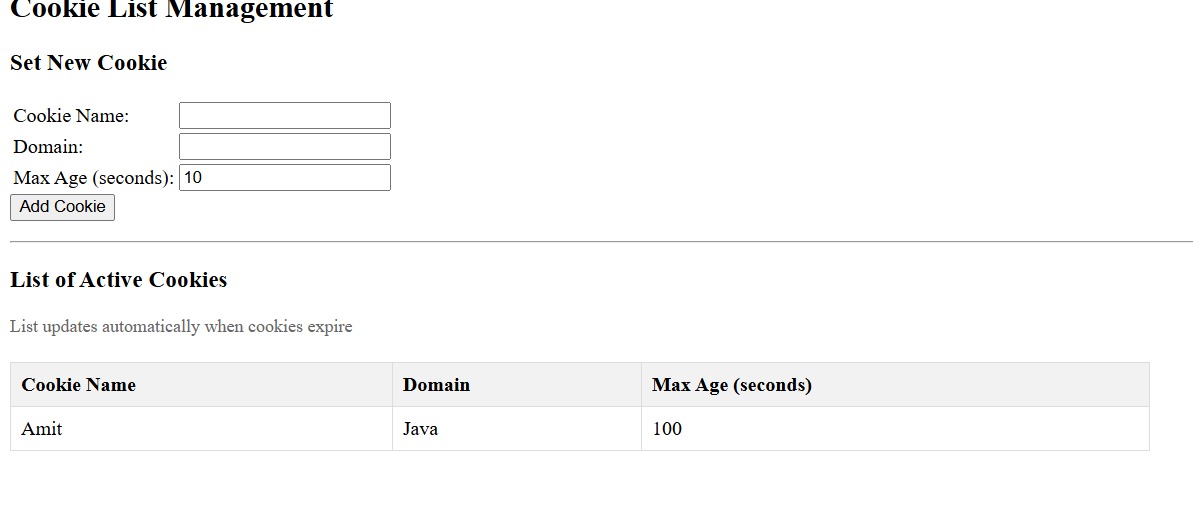 Cookie List Management
Set New Cookie
Cookie Name:
Domain:
Max Age (seconds): 10
Add Cookie
List of Active Cookies
List updates automatically when cookies expire
Cookie Name Domain Max Age (seconds)
Amit Java 100